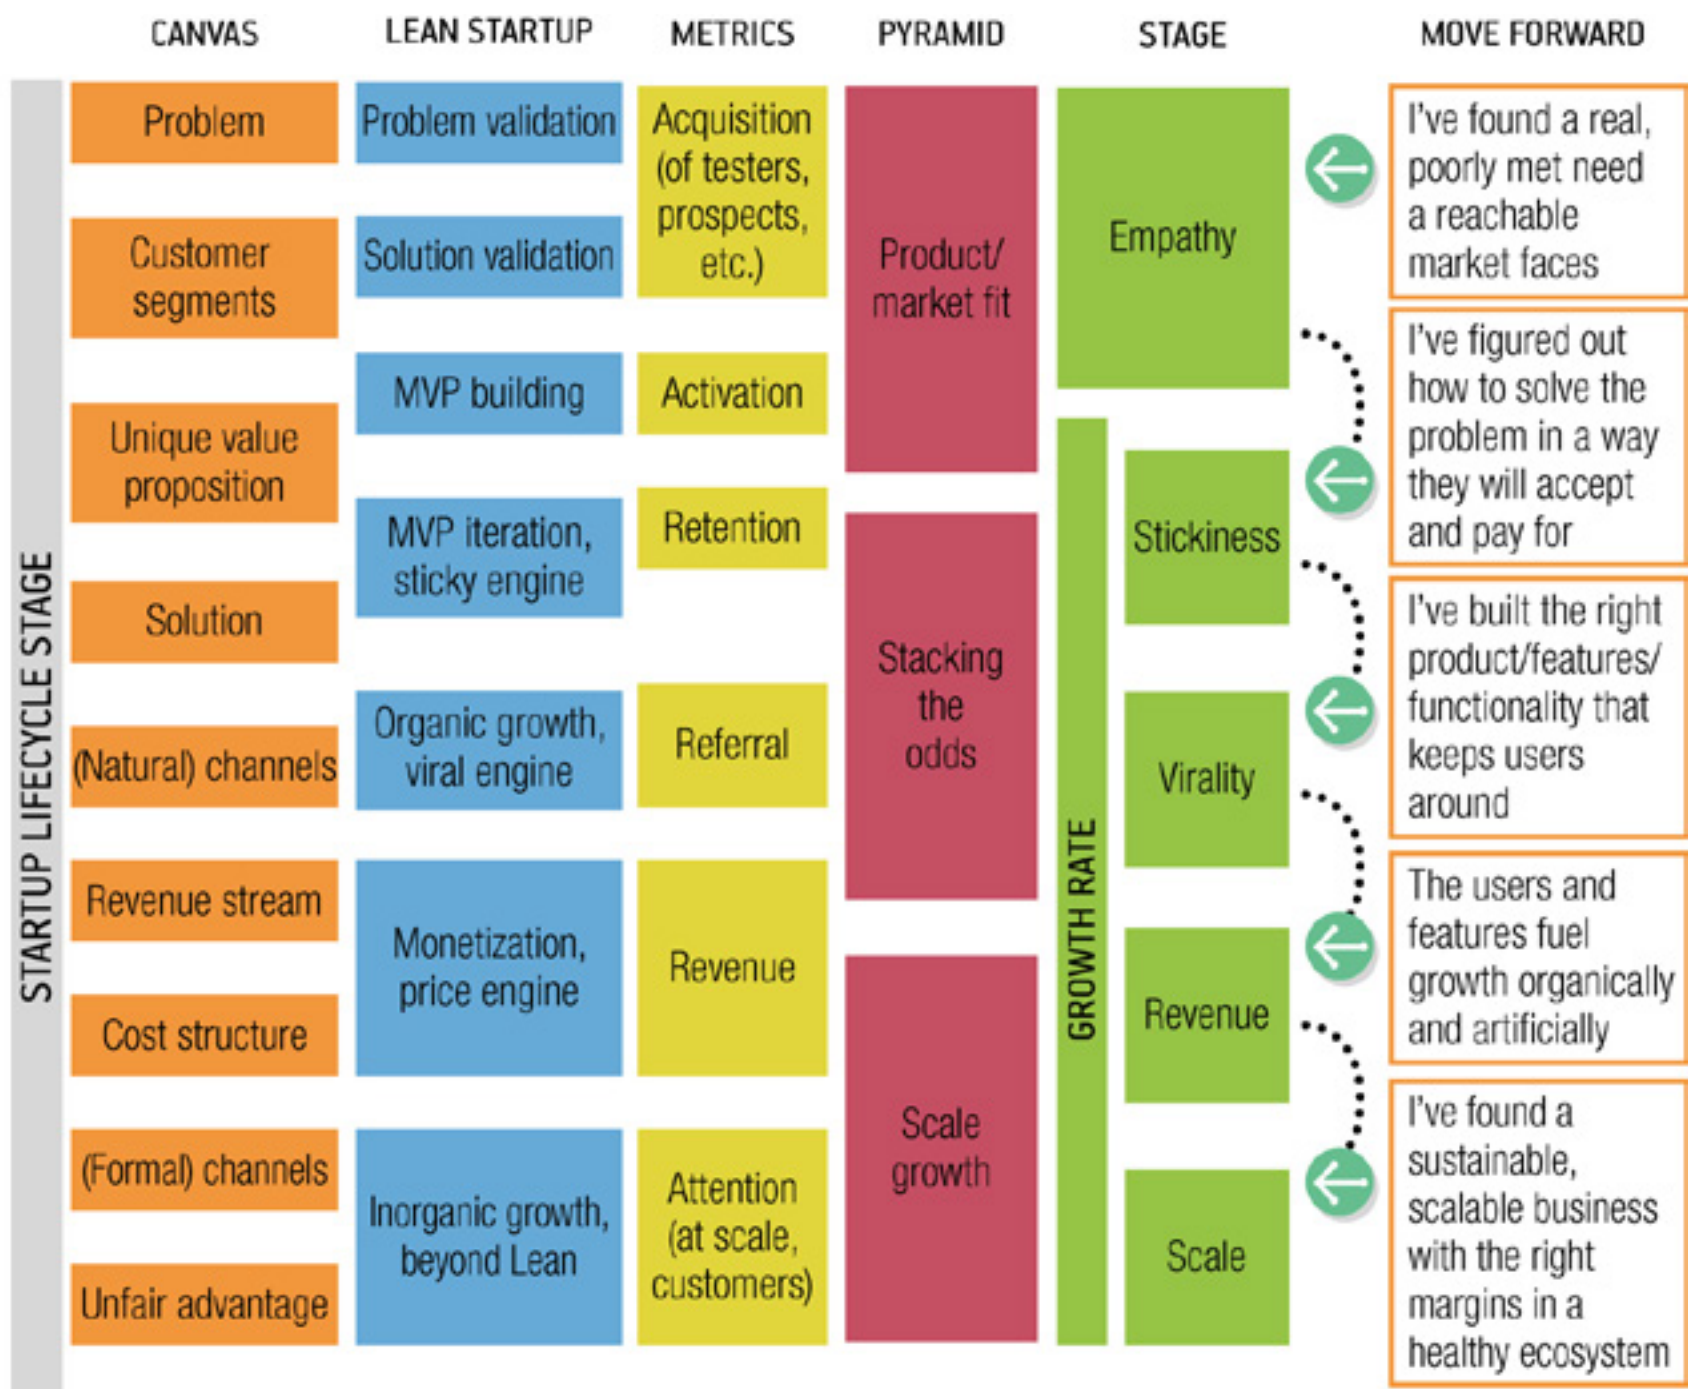 CANVAS
LEAN STARTUP
METRICS
PYRAMID
STAGE
MOVE FORWARD
STARTUP LIFECYCLE STAGE
Problem
Customer
segments
Unique value
proposition
Solution
(Natural) channels
Revenue stream
Cost structure
(Formal) channels
Unfair advantage
Problem validation
Solution validation
MVP building
MVP iteration,
sticky engine
Organic growth,
viral engine
Monetization,
price engine
Inorganic growth,
beyond Lean
Acquisition
(of testers,
prospects,
etc.)
Activation
Retention
Referral
Revenue
Attention
(at scale,
customers)
Product/
market fit
Stacking
the
odds
Scale
growth
Empathy
GROWTH RATE
Stickiness
Virality
Revenue
Scale
I've found a real,
poorly met need
a reachable
market faces
I've figured out
how to solve the
problem in a way
they will accept
and pay for
I've built the right
product/features/
functionality that
keeps users
around
The users and
features fuel
growth organically
and artificially
I've found a
sustainable,
scalable business
with the right
margins in a
healthy ecosystem